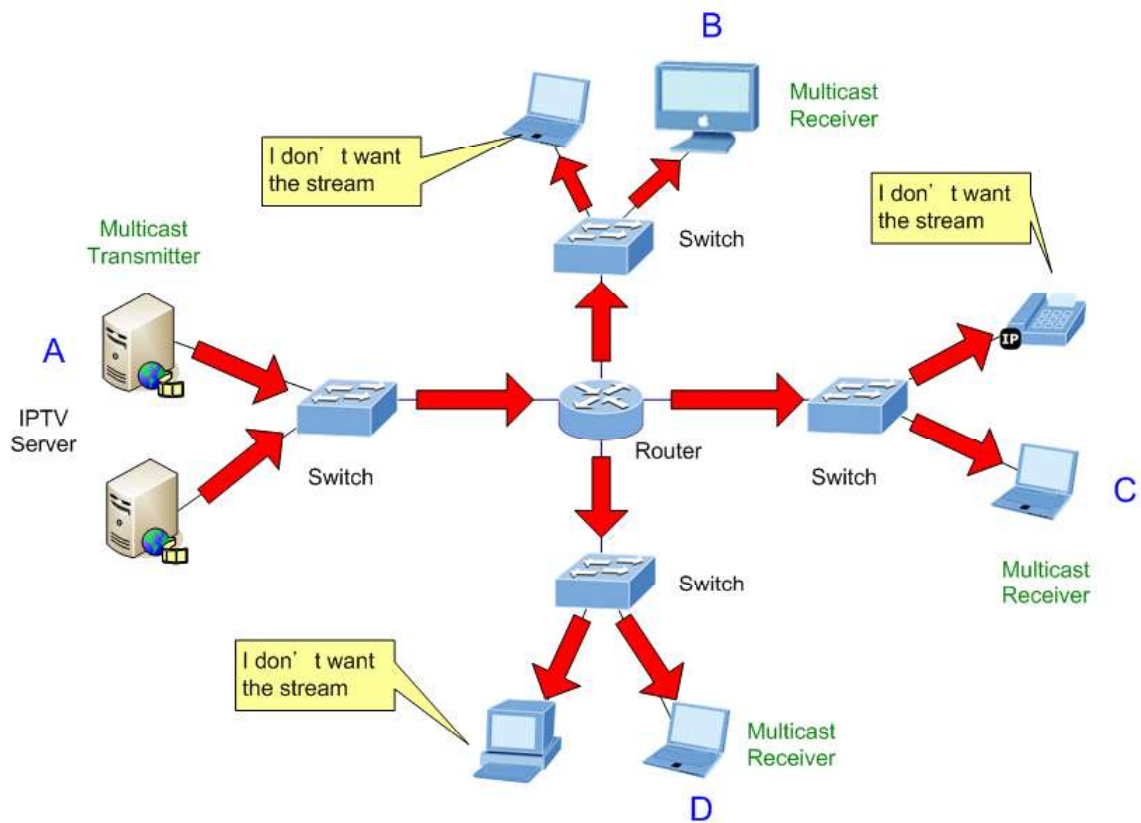 B
Multicast
Receiver
I don' t want
the stream
I don' t want
the stream
Switch
Multicast
Transmitter
A
IP
IPTV
Server
Router
Switch
Switch
C
Switch
Multicast
Receiver
I don' t want
the stream
Multicast
Receiver
D